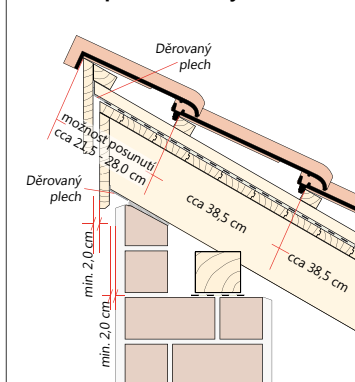 Děrovaný
plech
možnost posunutí
cca 21,5 - 28,0 cm
Děrovaný
plech
cca 38,5 cm
cca 38,5 cm
min. 2,0 cm
min. 2,0 cm